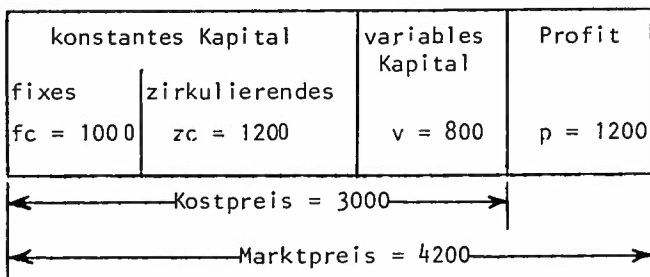 konstantes Kapital variables Profit
Kapital
fixes zirkulierendes
fc = 1000 zc = 1200 v = 800 p = 1200
Kostpreis = 3000
Marktpreis = 4200